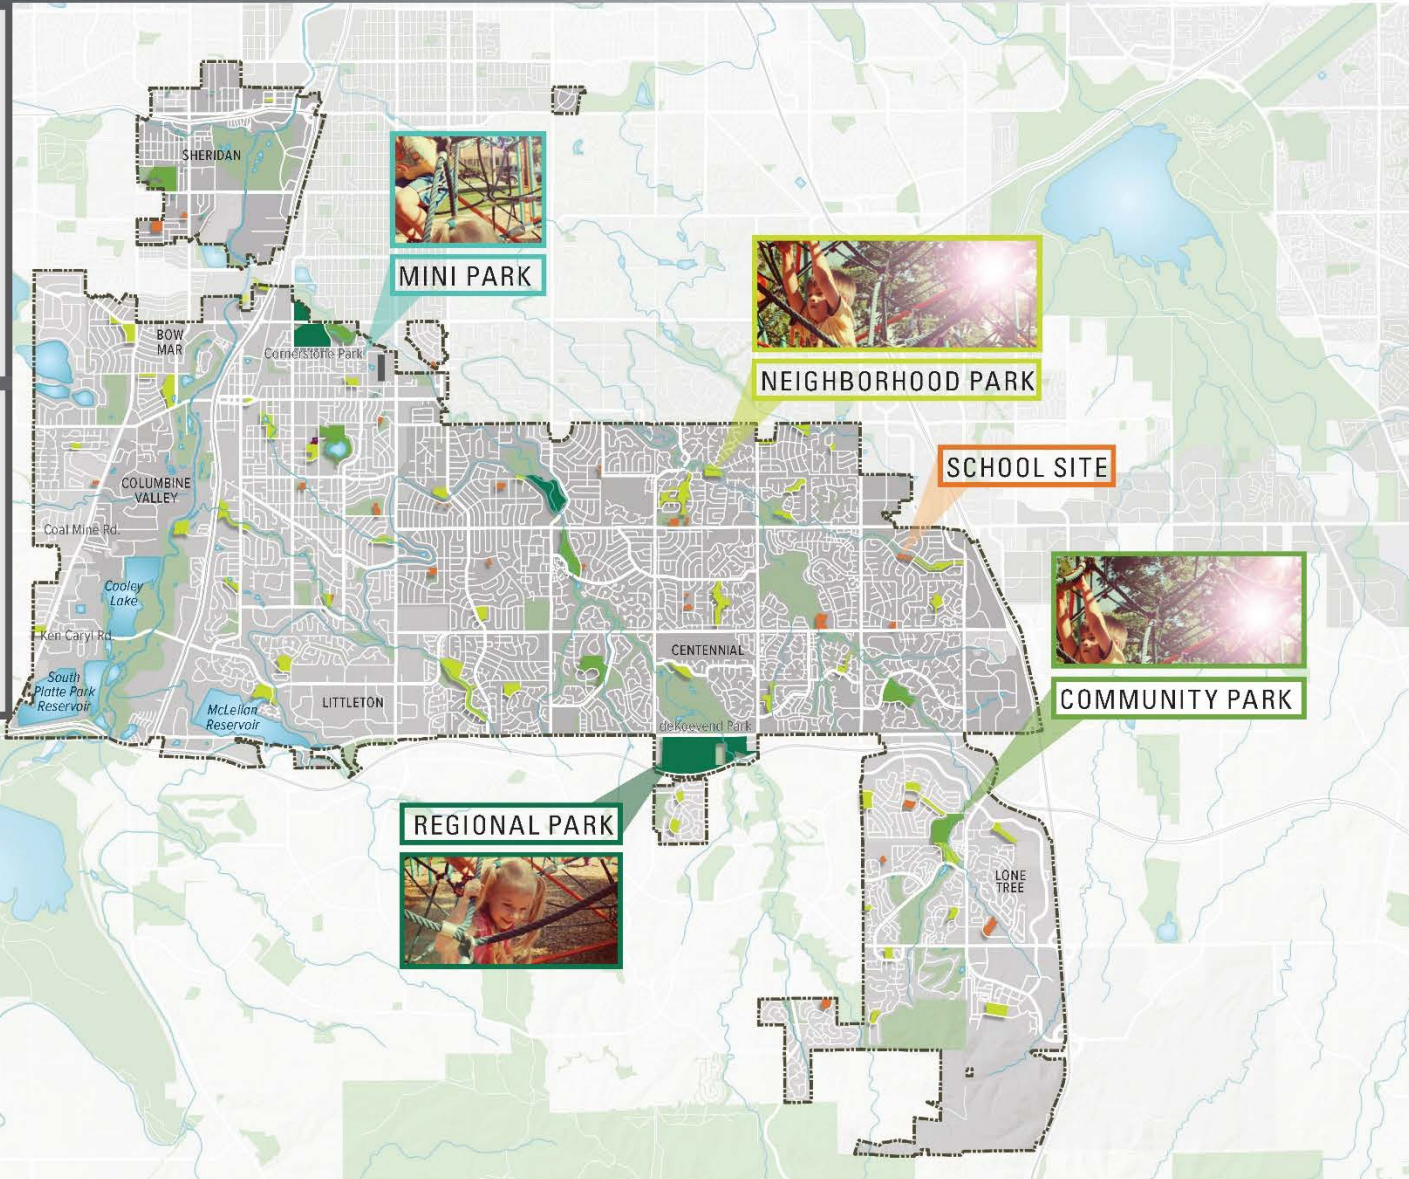 SHERIDAN
MINI PARK
BOW
MAR
Cornerstone Park
NEIGHBORHOOD PARK
SCHOOL SITE
COLUMBINE
VALLEY
Coal Mine Rd.
Cooley
Lake
Ken Caryl Rd.
CENTENNIAL
South
Platte Park
Reservoir
McLellan
Reservoir
LITTLETON
COMMUNITY PARK
deKoevend Park
REGIONAL PARK
LONE
TREE